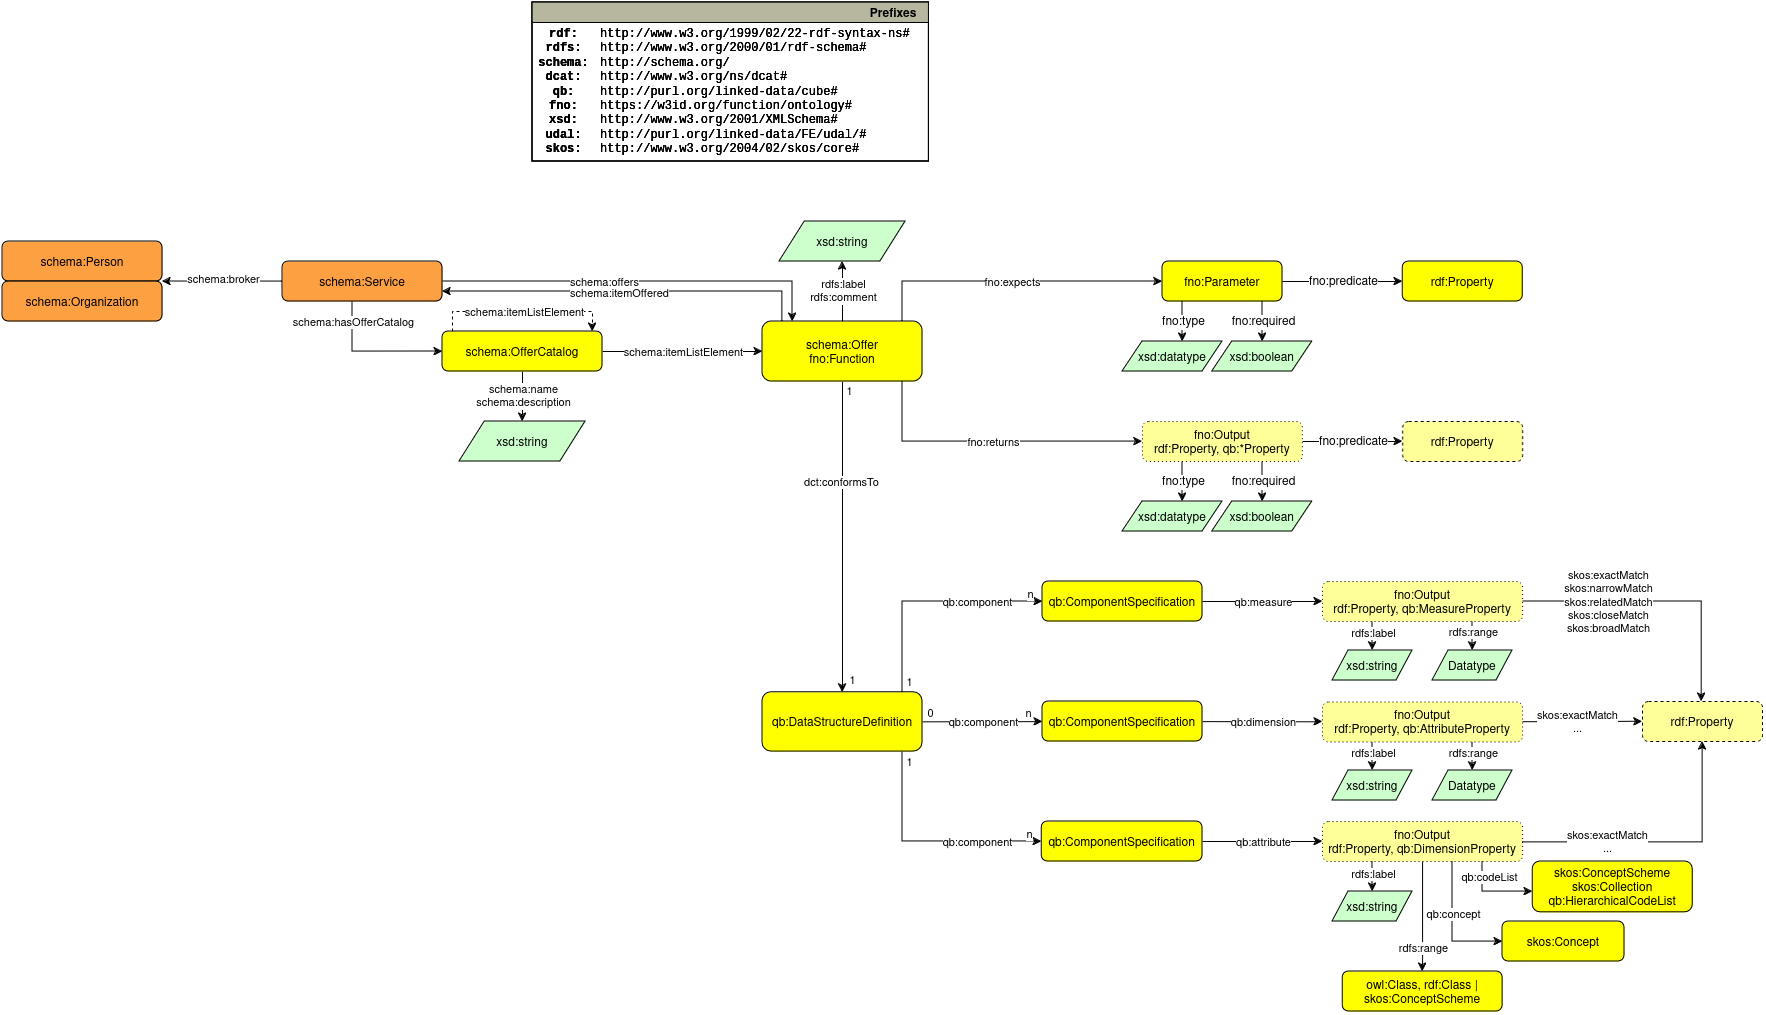 Prefixes
rdf: http://www.w3.org/1999/02/22-rdf-syntax-ns#
rdfs: http://www.w3.org/2000/01/rdf-schema#
schema: http://schema.org/
dcat: http://www.w3.org/ns/dcat#
qb: http://purl.org/linked-data/cube#
fno: https://w3id.org/function/ontology#
xsd: http://www.w3.org/2001/XMLSchema#
udal: http://purl.org/linked-data/FE/udal/#
skos: http://www.w3.org/2004/02/skos/core#
schema:Person
schema:Organization
schema:broker
schema:Service
schema:offers
schema:itemOffered
schema:hasOfferCatalog
schema:itemListElement
schema:OfferCatalog
schema:itemListElement
schema:name
schema:description
xsd:string
xsd:string
rdfs:label
rdfs:comment
schema:Offer
fno:Function
fno:expects
fno:Parameter
fno:predicate
rdf:Property
fno:type
fno:required
xsd:datatype
xsd:boolean
fno:returns
fno:Output
rdf:Property, qb:*Property
fno:predicate
rdf:Property
fno:type
fno:required
xsd:datatype
xsd:boolean
1
dct:conformsTo
1
qb:DataStructureDefinition
1
qb:component
n
qb:ComponentSpecification
qb:measure
fno:Output
rdf:Property, qb:MeasureProperty
skos:exactMatch
skos:narrowMatch
skos:relatedMatch
skos:closeMatch
skos:broadMatch
rdfs:label
rdfs:range
xsd:string
Datatype
0
qb:component
n
qb:ComponentSpecification
qb:dimension
fno:Output
rdf:Property, qb:AttributeProperty
skos:exactMatch
...
rdf:Property
rdfs:label
rdfs:range
xsd:string
Datatype
1
qb:component
n
qb:ComponentSpecification
qb:attribute
fno:Output
rdf:Property, qb:DimensionProperty
skos:exactMatch
...
rdfs:label
xsd:string
qb:codeList
skos:ConceptScheme
skos:Collection
qb:HierarchicalCodeList
qb:concept
skos:Concept
rdfs:range
owl:Class, rdf:Class |
skos:ConceptScheme